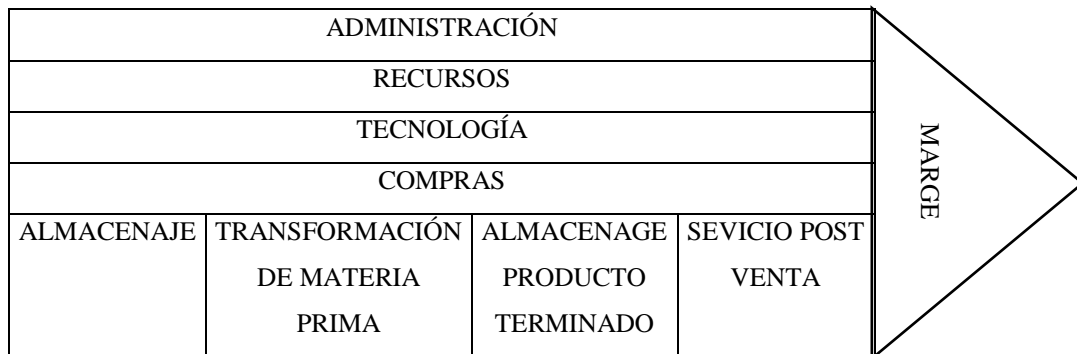 ADMINISTRACIÓN
RECURSOS
TECNOLOGÍA
COMPRAS
ALMACENAJE
TRANSFORMACIÓN
DE MATERIA
PRIMA
ALMACENAGE
PRODUCTO
TERMINADO
SEVICIO POST
VENTA
MARGE